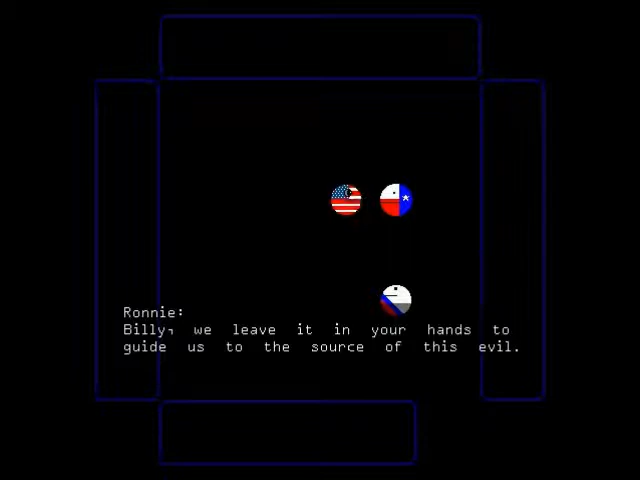 Ronnie:
Billy, we leave it in your hands to
guide us to the source of this evil.